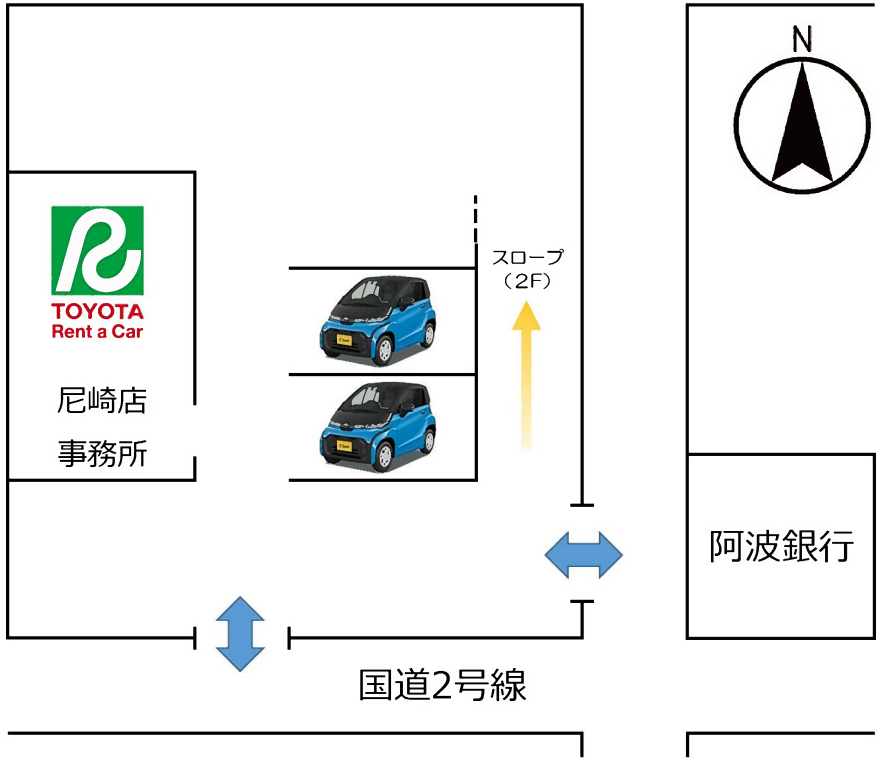 N
スロープ
（２F）
TOYOTA
Rent a Car
尼崎店
事務所
阿波銀行
国道2号線